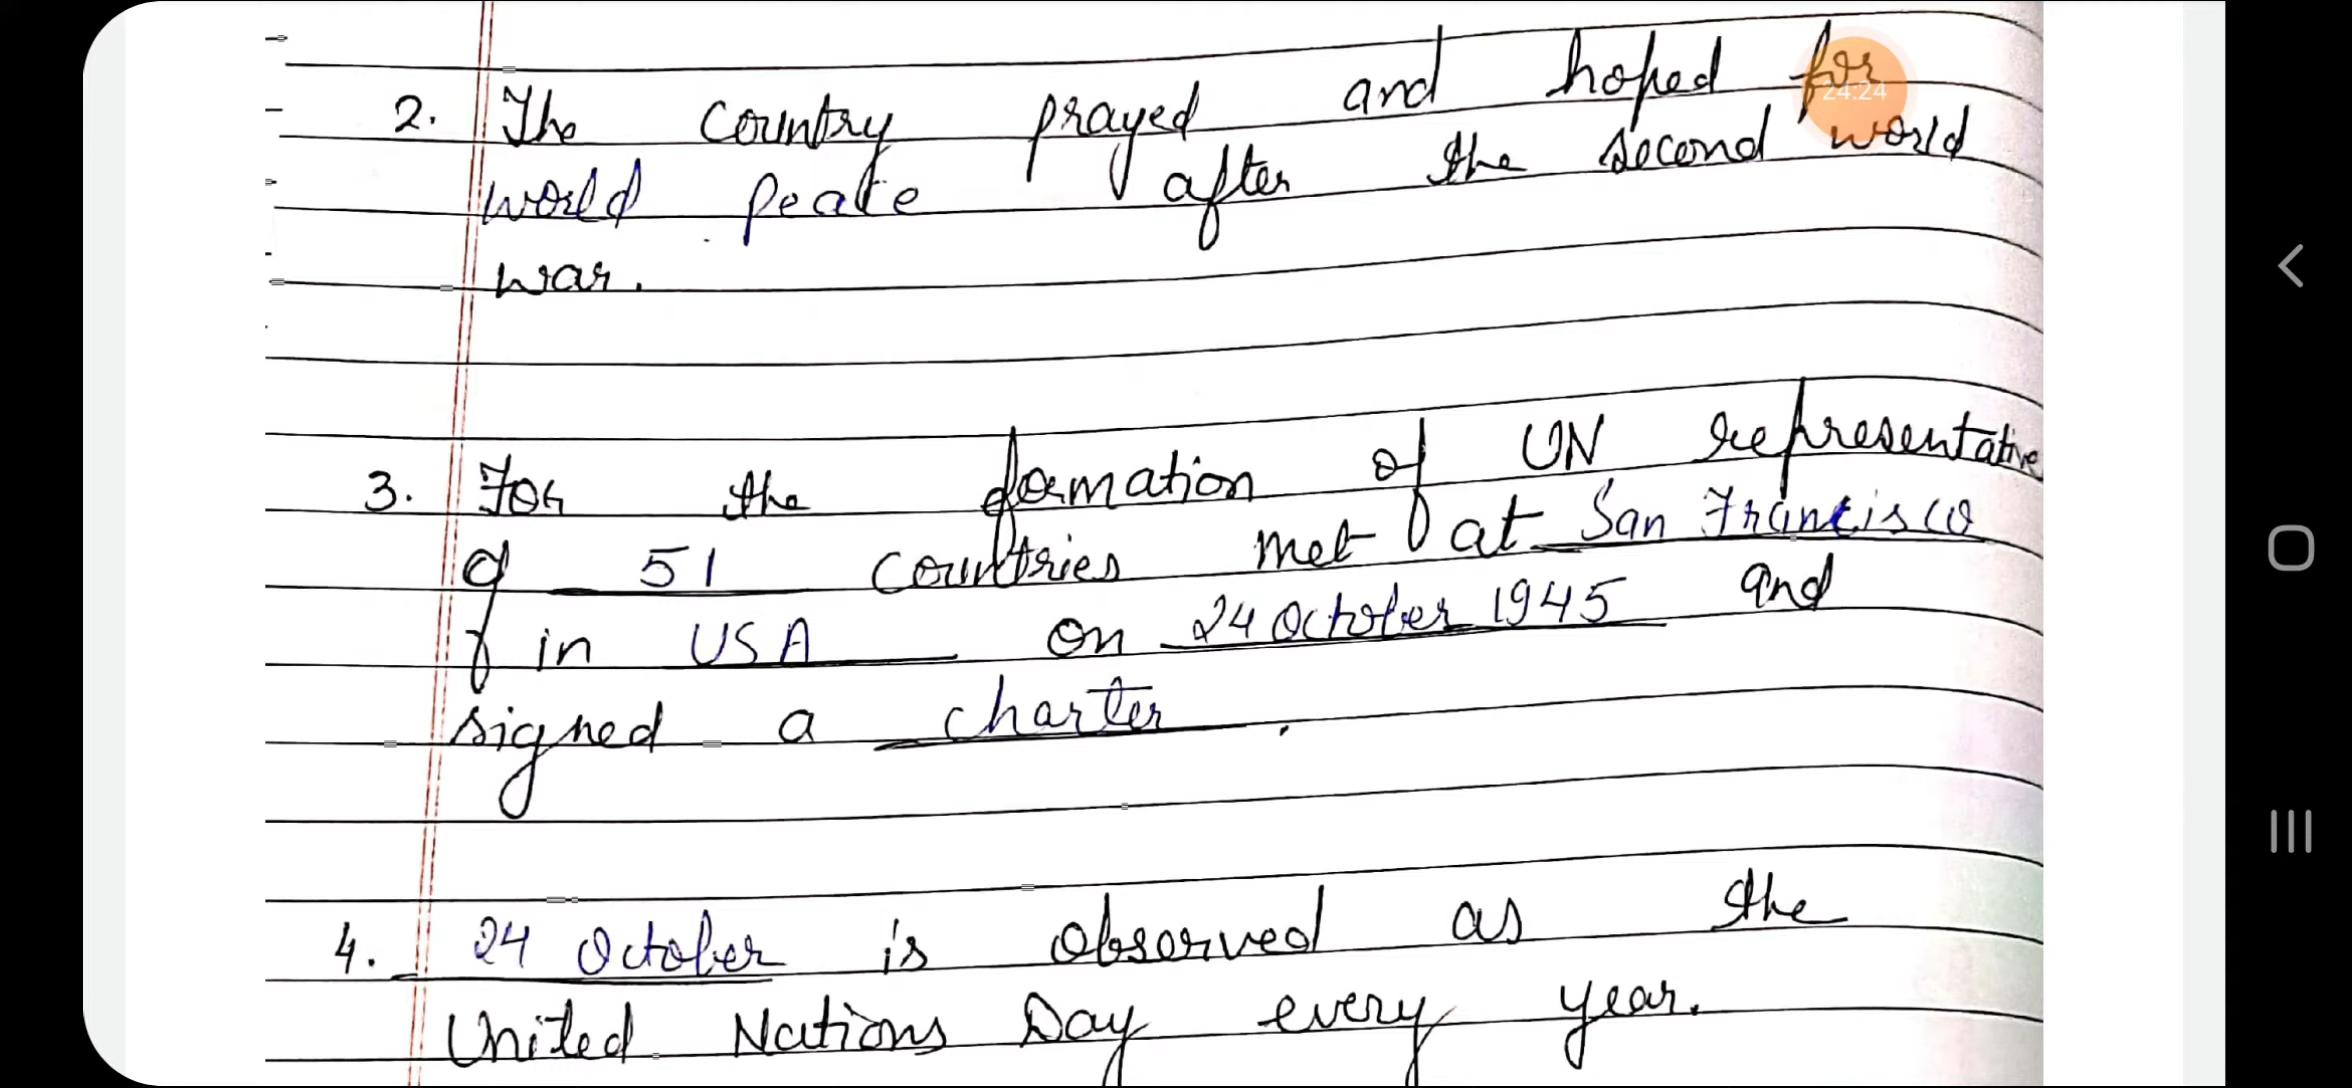 2. The country prayed and hoped for
24:24
world peace after the second world
war.
3. For the formation of UN representative
of 51 countries met at San Francisco
in USA on 24 October 1945 and
signed a charter.
4. 24 October is observed as the
United Nations Day every year.